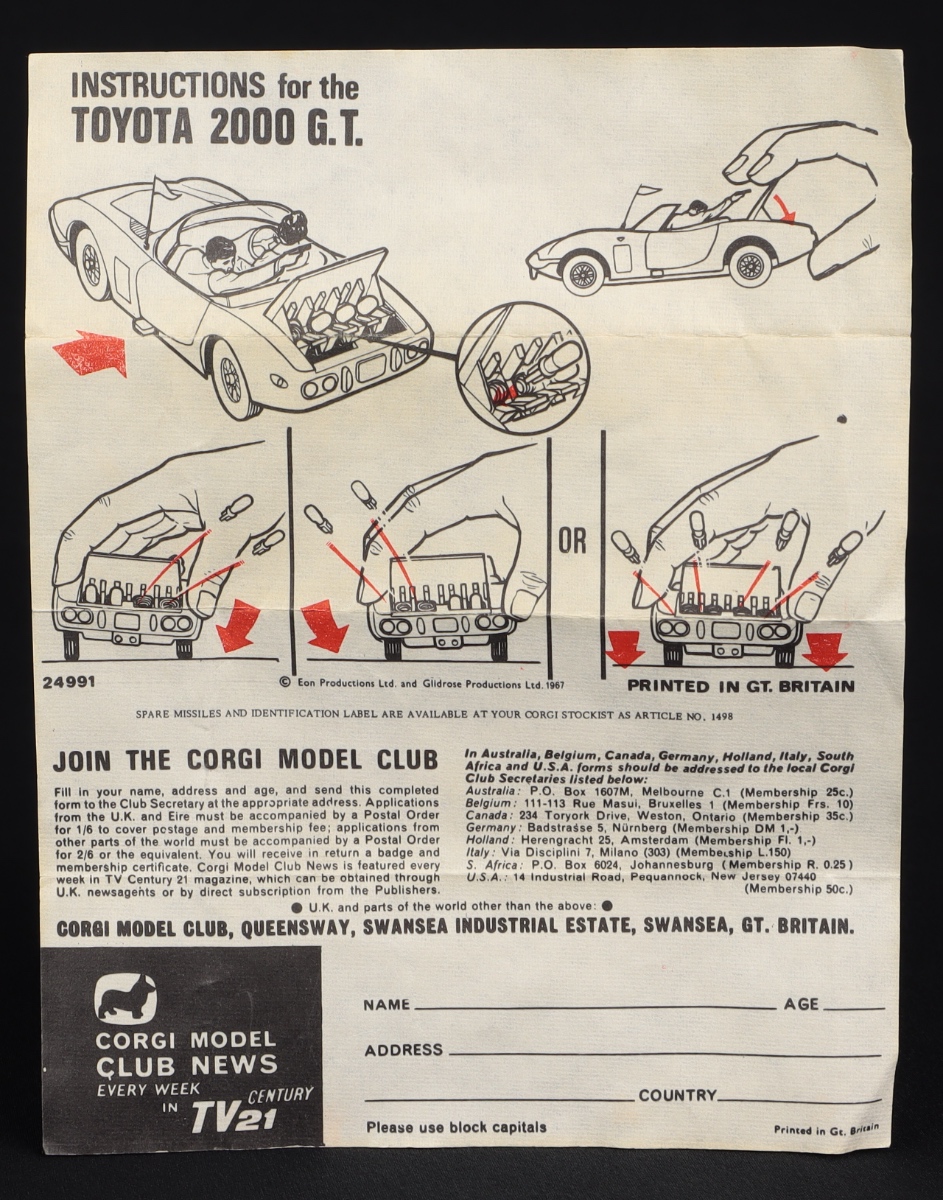 INSTRUCTIONS for the
TOYOTA 2000 G.T.
OR
24991
© Eon Productions Ltd. and Glidrose Productions Ltd. 1967
PRINTED IN GT. BRITAIN
SPARE MISSILES AND IDENTIFICATION LABEL ARE AVAILABLE AT YOUR CORGI STOCKIST AS ARTICLE NO. 1498
JOIN THE CORGI MODEL CLUB
Fill in your name, address and age, and send this completed
form to the Club Secretary at the appropriate address. Applications
from the U.K. and Eire must be accompanied by a Postal Order
for 1/6 to cover postage and membership fee; applications from
other parts of the world must be accompanied by a Postal Order
for 2/6 or the equivalent. You will receive in return a badge and
membership certificate. Corgi Model Club News is featured every
week in TV Century 21 magazine, which can be obtained through
U.K. newsagents or by direct subscription from the Publishers.
In Australia, Belgium, Canada, Germany, Holland, Italy, South
Africa and U.S.A. forms should be addressed to the local Corgi
Club Secretaries listed below:
Australia: P.O. Box 1607M, Melbourne C.1 (Membership 25c.)
Belgium: 111-113 Rue Masui, Bruxelles 1 (Membership Frs. 10)
Canada: 234 Toryork Drive, Weston, Ontario (Membership 35c.)
Germany: Badstrasse 5, Nürnberg (Membership DM 1,-)
Holland: Herengracht 25, Amsterdam (Membership Fl. 1,-)
Italy: Via Disciplini 7, Milano (303) (Membership L.150)
S. Africa: P.O. Box 6024, Johannesburg (Membership R. 0.25)
U.S.A.: 14 Industrial Road, Pequannock, New Jersey 07440
(Membership 50c.)
● U.K. and parts of the world other than the above: ●
CORGI MODEL CLUB, QUEENSWAY, SWANSEA INDUSTRIAL ESTATE, SWANSEA, GT. BRITAIN.
CORGI MODEL
CLUB NEWS
EVERY WEEK
IN TV CENTURY 21
NAME AGE
ADDRESS
COUNTRY
Please use block capitals
Printed in Gt. Britain